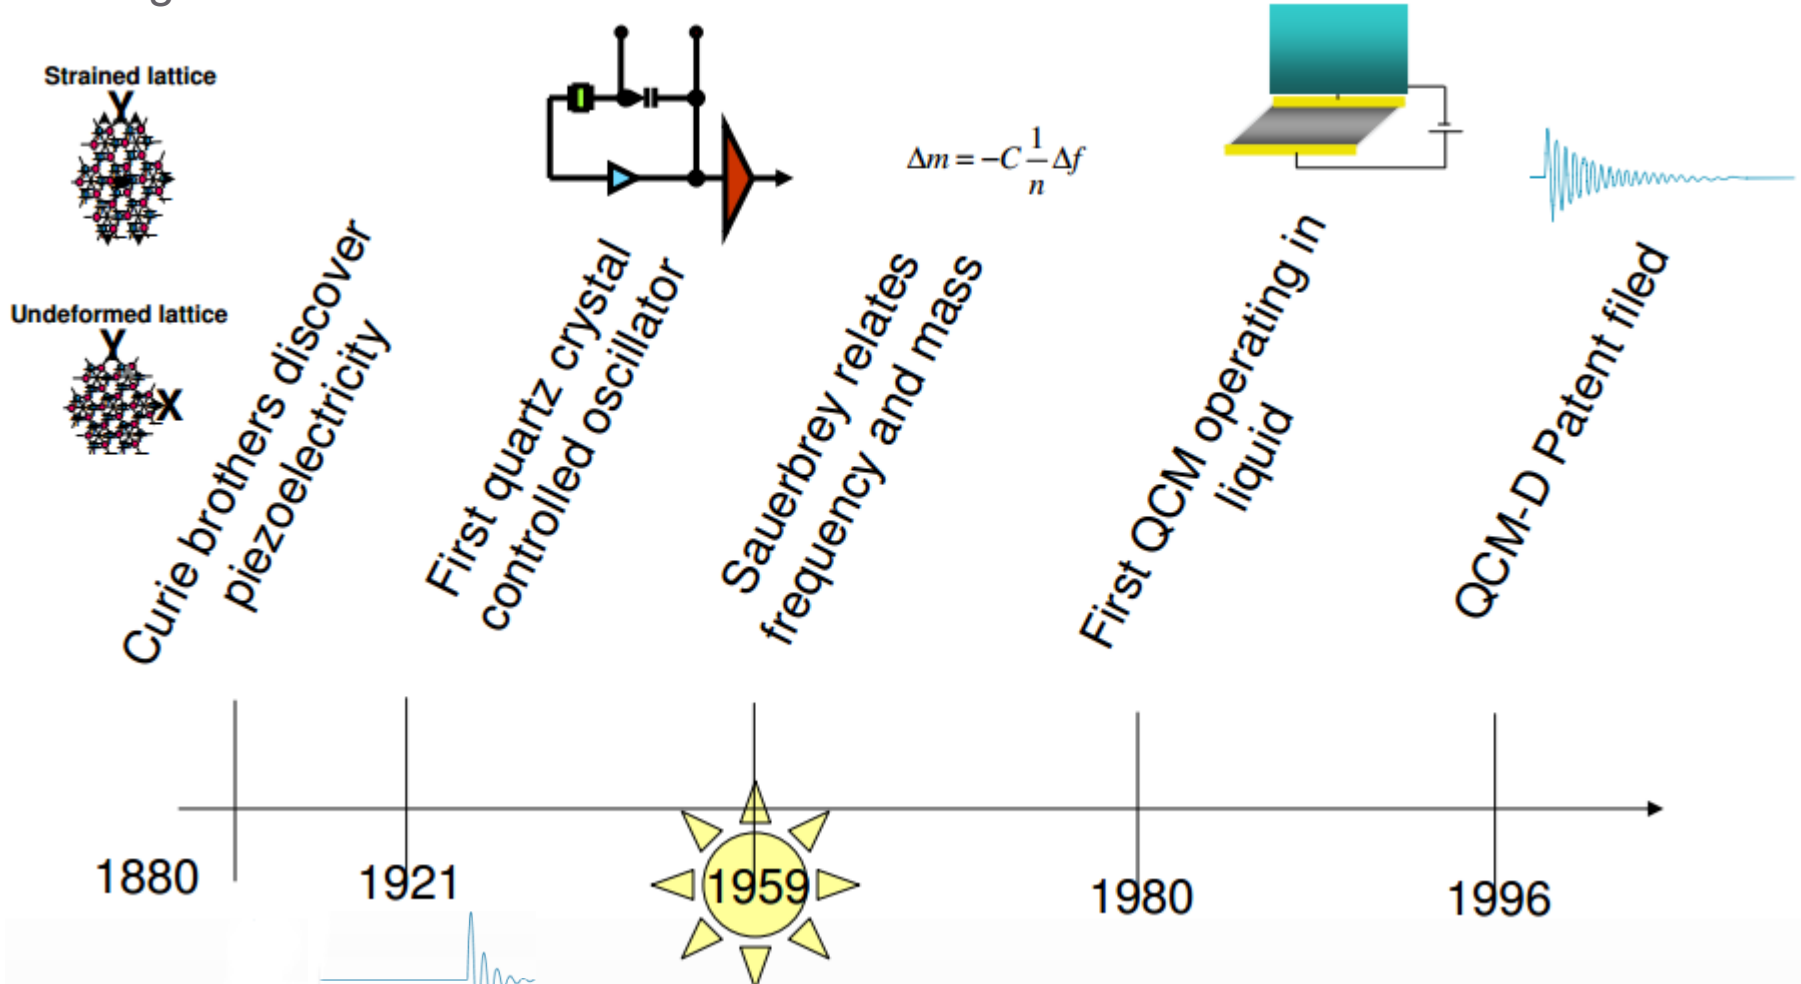 Strained lattice
Y
Undeformed lattice
Y
X
Δm = -C 1/n Δf
Curie brothers discover
piezoelectricity
First quartz crystal
controlled oscillator
Sauerbrey relates
frequency and mass
First QCM operating in
liquid
QCM-D Patent filed
1880
1921
1959
1980
1996